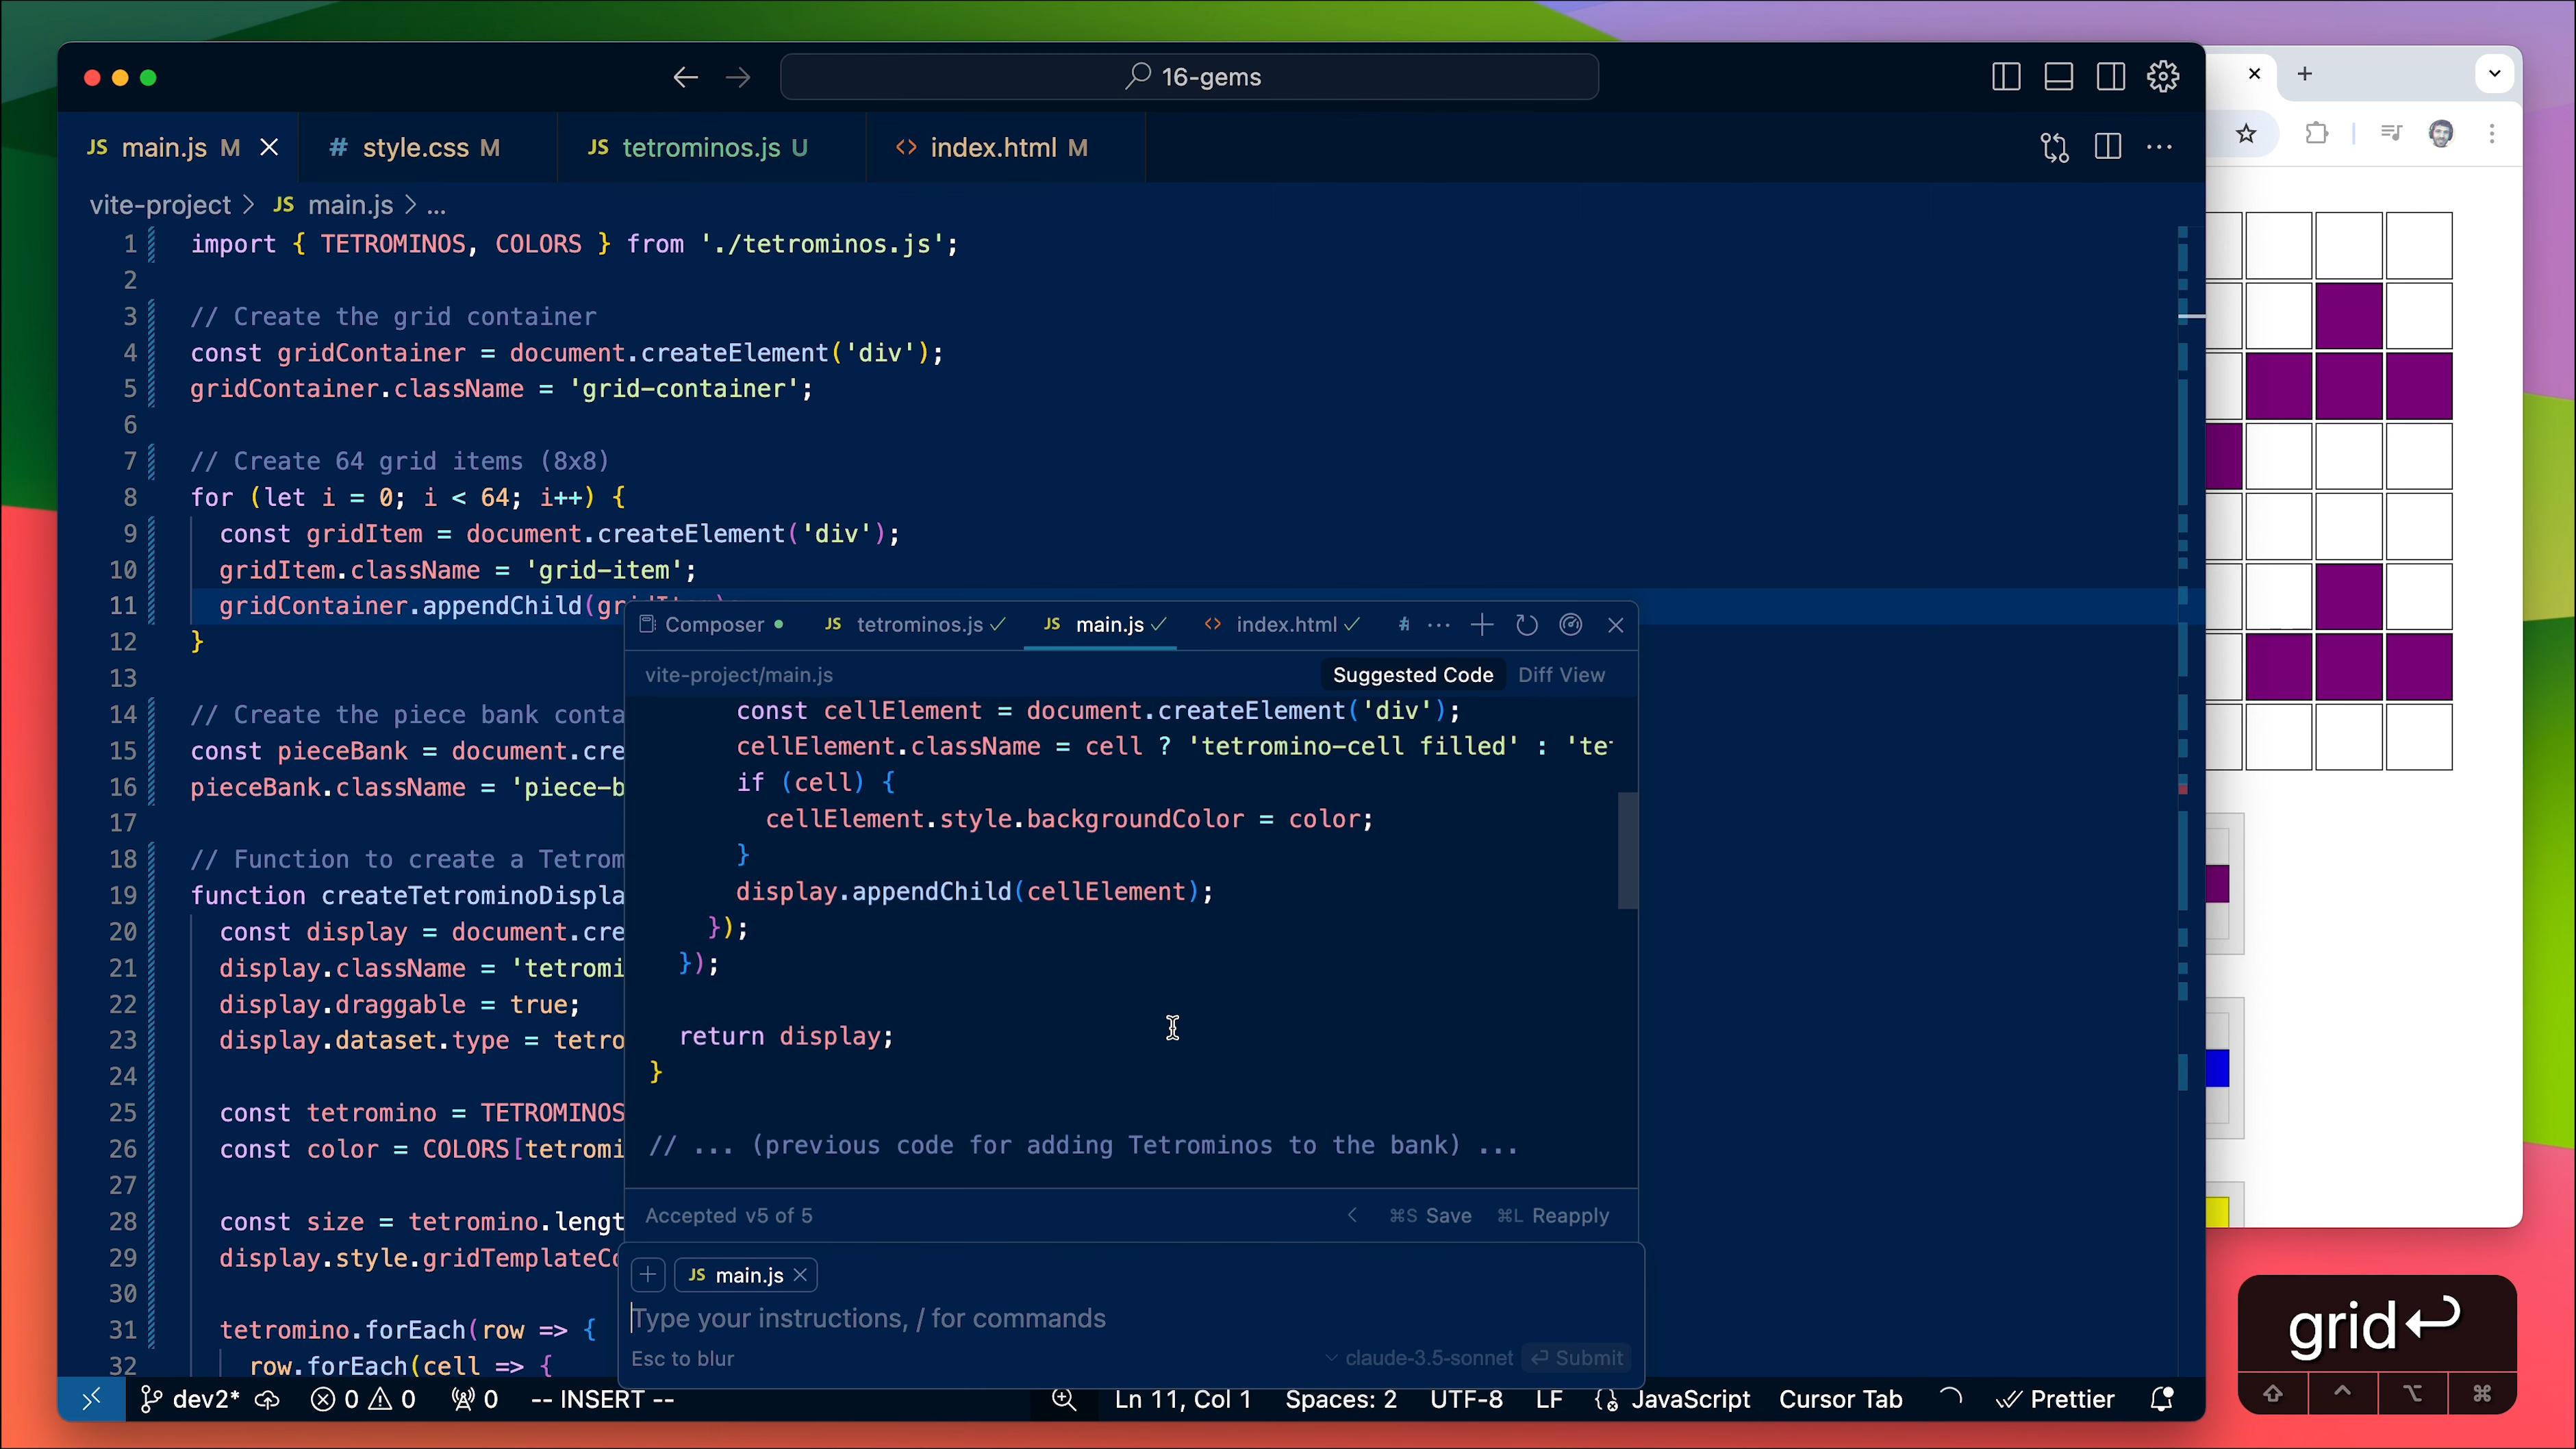 16-gems
JS main.js M
# style.css M
JS tetrominos.js U
<> index.html M
vite-project > JS main.js > ...
1 import { TETROMINOS, COLORS } from './tetrominos.js';
2
3 // Create the grid container
4 const gridContainer = document.createElement('div');
5 gridContainer.className = 'grid-container';
6
7 // Create 64 grid items (8x8)
8 for (let i = 0; i < 64; i++) {
9 const gridItem = document.createElement('div');
10 gridItem.className = 'grid-item';
11 gridContainer.appendChild(gr
12 }
13
14 // Create the piece bank conta
15 const pieceBank = document.cre
16 pieceBank.className = 'piece-b
17
18 // Function to create a Tetrom
19 function createTetrominoDispla
20 const display = document.cre
21 display.className = 'tetromi
22 display.draggable = true;
23 display.dataset.type = tetro
24
25 const tetromino = TETROMINOS
26 const color = COLORS[tetromi
27
28 const size = tetromino.lengt
29 display.style.gridTemplateCo
30
31 tetromino.forEach(row => {
32 row.forEach(cell => {
Composer
JS tetrominos.js
JS main.js
<> index.html
#
vite-project/main.js
Suggested Code
Diff View
const cellElement = document.createElement('div');
cellElement.className = cell ? 'tetromino-cell filled' : 'te
if (cell) {
cellElement.style.backgroundColor = color;
}
display.appendChild(cellElement);
});
});
return display;
}
// ... (previous code for adding Tetrominos to the bank) ...
Accepted v5 of 5
⌘S Save
⌘L Reapply
JS main.js
Type your instructions, / for commands
Esc to blur
claude-3.5-sonnet
Submit
dev2*
0
0
0
-- INSERT --
Ln 11, Col 1
Spaces: 2
UTF-8
LF
JavaScript
Cursor Tab
Prettier
grid